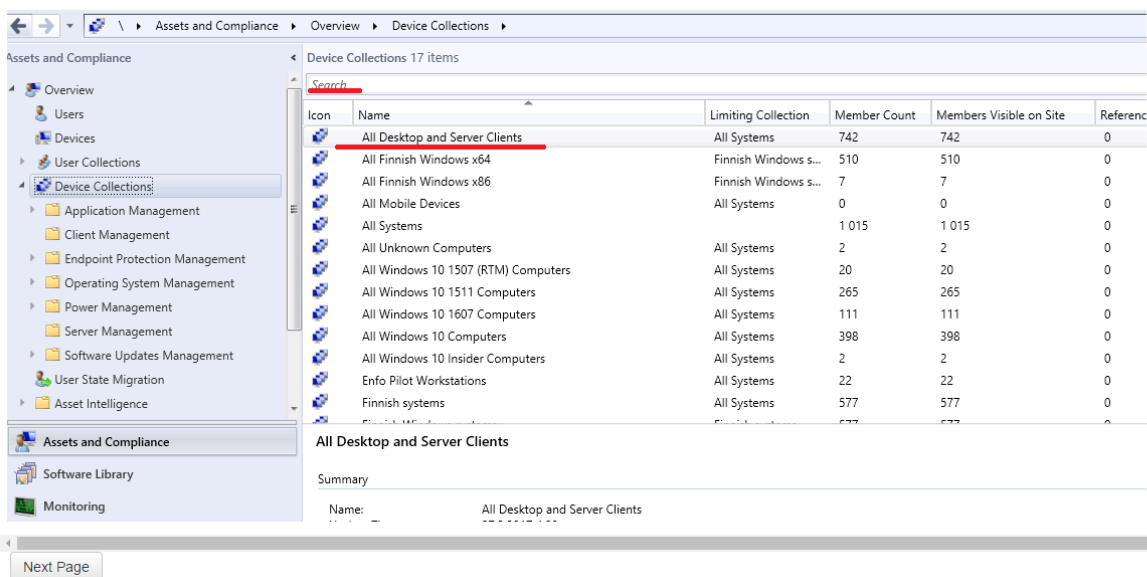 \ Assets and Compliance Overview Device Collections
Assets and Compliance
Overview
Users
Devices
User Collections
Device Collections
Application Management
Client Management
Endpoint Protection Management
Operating System Management
Power Management
Server Management
Software Updates Management
User State Migration
Asset Intelligence
Assets and Compliance
Software Library
Monitoring
Device Collections 17 items
Search
Icon Name Limiting Collection Member Count Members Visible on Site Referenc
All Desktop and Server Clients All Systems 742 742 0
All Finnish Windows x64 Finnish Windows s... 510 510 0
All Finnish Windows x86 Finnish Windows s... 7 7 0
All Mobile Devices All Systems 0 0 0
All Systems 1 015 1 015 0
All Unknown Computers All Systems 2 2 0
All Windows 10 1507 (RTM) Computers All Systems 20 20 0
All Windows 10 1511 Computers All Systems 265 265 0
All Windows 10 1607 Computers All Systems 111 111 0
All Windows 10 Computers All Systems 398 398 0
All Windows 10 Insider Computers All Systems 2 2 0
Enfo Pilot Workstations All Systems 22 22 0
Finnish systems All Systems 577 577 0
All Desktop and Server Clients
Summary
Name: All Desktop and Server Clients
Next Page